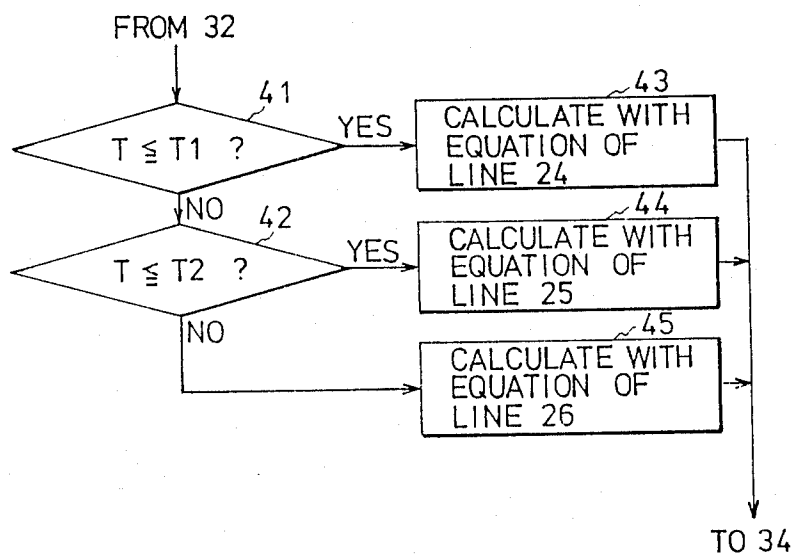 FROM 32
41
T ≦ T1 ?
YES
43
CALCULATE WITH
EQUATION OF
LINE 24
NO
42
T ≦ T2 ?
YES
44
CALCULATE WITH
EQUATION OF
LINE 25
NO
45
CALCULATE WITH
EQUATION OF
LINE 26
TO 34